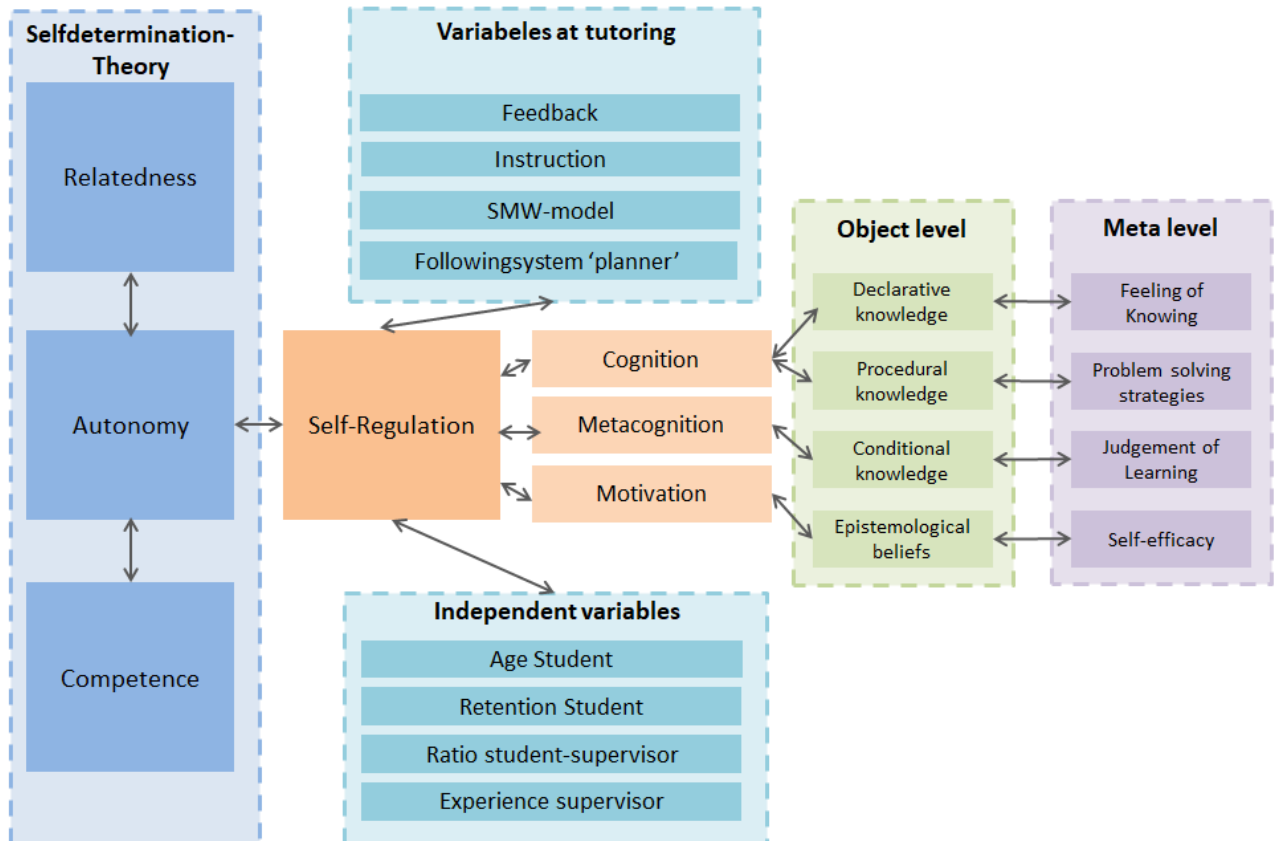 Selfdetermination-
Theory
Relatedness
Autonomy
Competence
Variabeles at tutoring
Feedback
Instruction
SMW-model
Followingsystem ‘planner’
Self-Regulation
Cognition
Metacognition
Motivation
Independent variables
Age Student
Retention Student
Ratio student-supervisor
Experience supervisor
Object level
Declarative
knowledge
Procedural
knowledge
Conditional
knowledge
Epistemological
beliefs
Meta level
Feeling of
Knowing
Problem solving
strategies
Judgement of
Learning
Self-efficacy